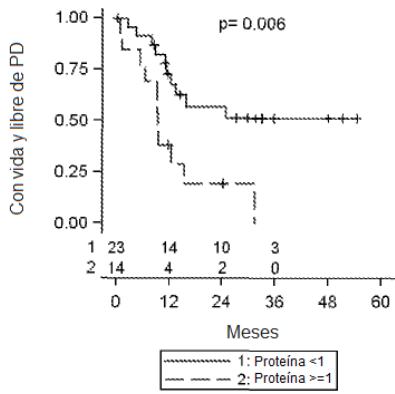 p= 0.006
Con vida y libre de PD
1.00
0.75
0.50
0.25
0.00
1 23 14 10 3
2 14 4 2 0
0 12 24 36 48 60
Meses
1: Proteína <1
2: Proteína >=1